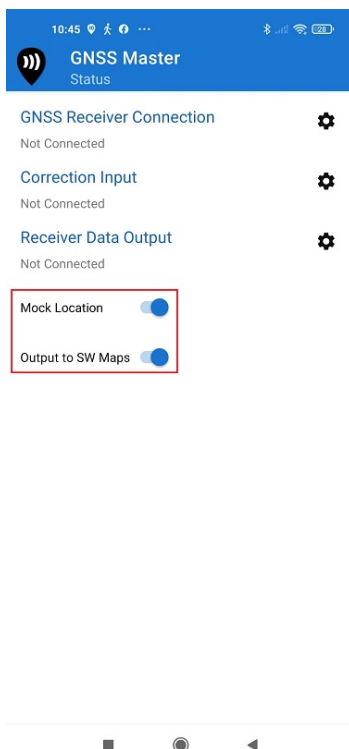 10:45
28
GNSS Master
Status
GNSS Receiver Connection
Not Connected
Correction Input
Not Connected
Receiver Data Output
Not Connected
Mock Location
Output to SW Maps